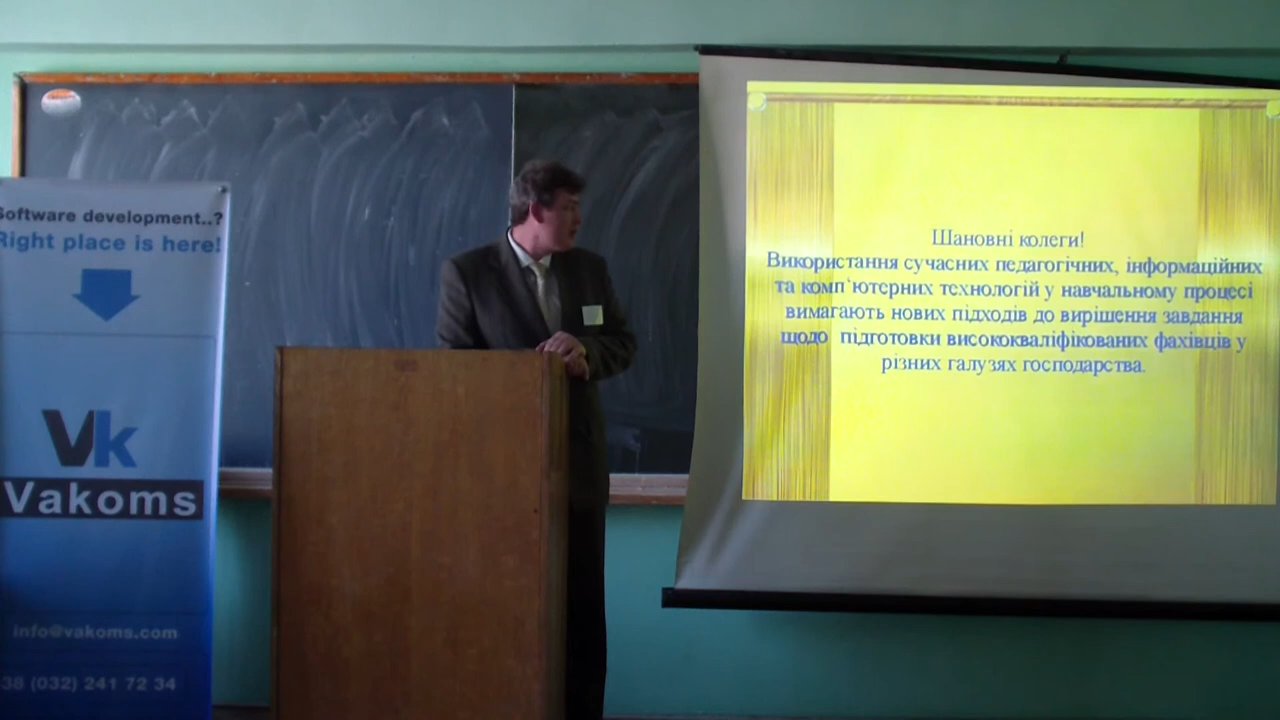 Software development..?
Right place is here!
Vk
Vakoms
info@vakoms.com
38 (032) 241 72 34
Шановні колеги!
Використання сучасних педагогічних, інформаційних
та комп'ютерних технологій у навчальному процесі
вимагають нових підходів до вирішення завдання
щодо підготовки висококваліфікованих фахівців у
різних галузях господарства.